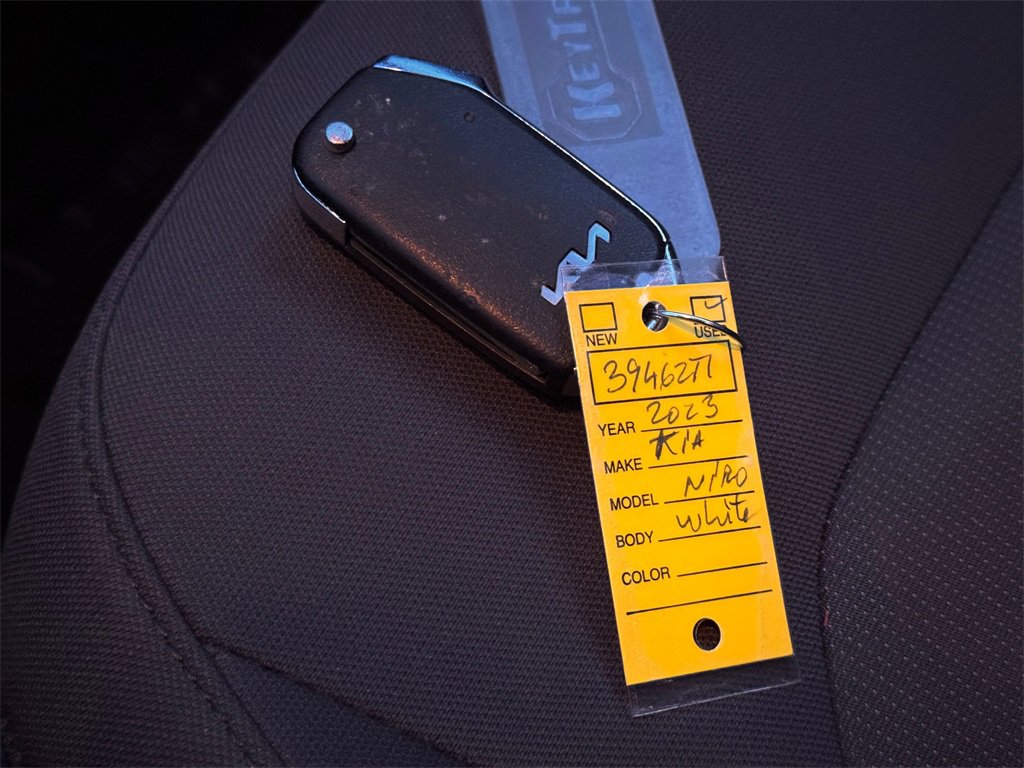 KEYTR
NEW USED
3946271
YEAR 2023
MAKE KIA
MODEL NIRO
BODY White
COLOR